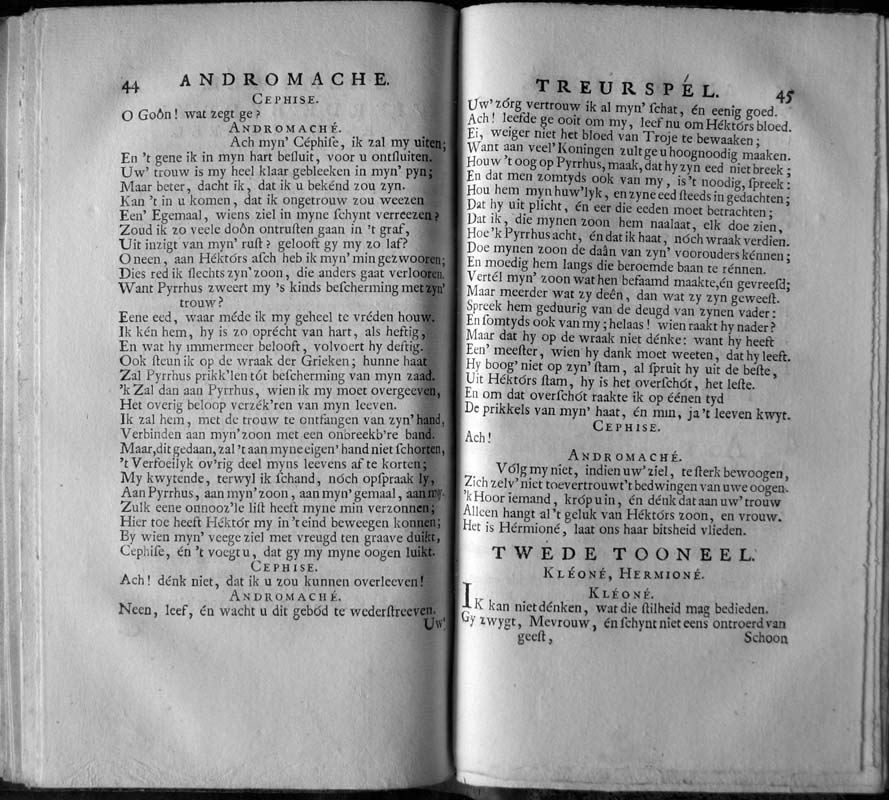 44 ANDROMACHE.
CEPHISE.
O Goôn! wat zegt ge?
ANDROMACHÉ.
Ach myn' Céphiſe, ik zal my uiten;
En 't gene ik in myn hart beſluit, voor u ontſluiten.
Uw' trouw is my heel klaar gebleeken in myn' pyn;
Maar beter, dacht ik, dat ik u bekénd zou zyn.
Kan 't in u komen, dat ik ongetrouw zou weezen
Een' Egemaal, wiens ziel in myne ſchynt verreezen?
Zoud ik zo veele doôn ontruſten gaan in 't graf,
Uit inzigt van myn' ruſt? gelooft gy my zo laf?
O neen, aan Héktórs aſch heb ik myn' min gezwooren;
Dies red ik ſlechts zyn' zoon, die anders gaat verlooren.
Want Pyrrhus zweert my 's kinds beſcherming met zyn'
trouw?
Eene eed, waar méde ik my geheel te vréden houw.
Ik kén hem, hy is zo oprécht van hart, als heftig,
En wat hy immermeer belooft, volvoert hy deftig.
Ook ſteun ik op de wraak der Grieken; hunne haat
Zal Pyrrhus prikk'len tót beſcherming van myn zaad.
'k Zal dan aan Pyrrhus, wien ik my moet overgeeven,
Het overig beloop verzék'ren van myn leeven.
Ik zal hem, met de trouw te ontfangen van zyn' hand,
Verbinden aan myn' zoon met een onbreekb're band.
Maar, dit gedaan, zal 't aan myne eigen' hand niet ſchorten,
't Verfoeilyk ov'rig deel myns leevens af te korten;
My kwytende, terwyl ik ſchand, nóch opſpraak ly,
Aan Pyrrhus, aan myn' zoon, aan myn' gemaal, aan my.
Zulk eene onnooz'le liſt heeft myne min verzonnen;
Hier toe heeft Héktór my in 't eind beweegen konnen;
By wien myn' veege ziel met vreugd ten graave duikt,
Cephiſe, én 't voegt u, dat gy my myne oogen luikt.
CEPHISE.
Ach! dénk niet, dat ik u zou kunnen overleeven!
ANDROMACHÉ.
Neen, leef, én wacht u dit gebód te wederſtreeven.
Uw'
TREURSPÉL. 45
Uw' zórg vertrouw ik al myn' ſchat, én eenig goed.
Ach! leefde ge ooit om my, leef nu om Héktórs bloed.
Ei, weiger niet het bloed van Troje te bewaaken;
Want aan veel' Koningen zult ge u hoognoodig maaken.
Houw 't oog op Pyrrhus, maak, dat hy zyn eed niet breek;
En dat men zomtyds ook van my, is 't noodig, ſpreek:
Hou hem myn huw'lyk, en zyne eed ſteeds in gedachten;
Dat hy uit plicht, én eer die eeden moet betrachten;
Dat ik, die mynen zoon hem naalaat, elk doe zien,
Hoe 'k Pyrrhus acht, én dat ik haat, nóch wraak verdien.
Doe mynen zoon de daân van zyn' voorouders kénnen;
En moedig hem langs die beroemde baan te rénnen.
Vertél myn' zoon wat hen befaamd maakte, én gevreeſd;
Maar meerder wat zy deên, dan wat zy zyn geweeſt.
Spreek hem geduurig van de deugd van zynen vader:
En ſomtyds ook van my; helaas! wien raakt hy nader?
Maar dat hy op de wraak niet dénke: want hy heeft
Een' meeſter, wien hy dank moet weeten, dat hy leeft.
Hy boog' niet op zyn' ſtam, al ſpruit hy uit de beſte,
Uit Héktórs ſtam, hy is het overſchót, het leſte.
En om dat overſchót raakte ik op éénen tyd
De prikkels van myn' haat, én min, ja 't leeven kwyt.
CEPHISE.
Ach!
ANDROMACHÉ.
Vólg my niet, indien uw' ziel, te ſterk bewoogen,
Zich zelv' niet toevertrouwt 't bedwingen van uwe oogen.
'k Hoor iemand, króp u in, én dénk dat aan uw' trouw
Alleen hangt al 't geluk van Héktórs zoon, en vrouw.
Het is Hérmioné, laat ons haar bitsheid vlieden.
TWEDE TOONEEL.
KLÉONÉ, HERMIONÉ.
KLÉONÉ.
IK kan niet dénken, wat die ſtilheid mag bedieden.
Gy zwygt, Mevrouw, én ſchynt niet eens ontroerd van
geeſt,
Schoon